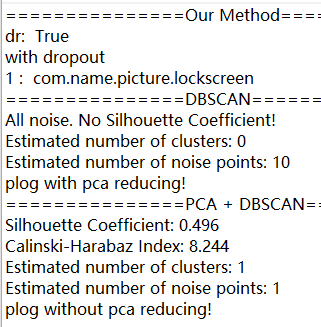 ===============Our Method====
dr:  True
with dropout
1 :  com.name.picture.lockscreen
===============DBSCAN=======
All noise. No Silhouette Coefficient!
Estimated number of clusters: 0
Estimated number of noise points: 10
plog with pca reducing!
===============PCA + DBSCAN==
Silhouette Coefficient: 0.496
Calinski-Harabaz Index: 8.244
Estimated number of clusters: 1
Estimated number of noise points: 1
plog without pca reducing!